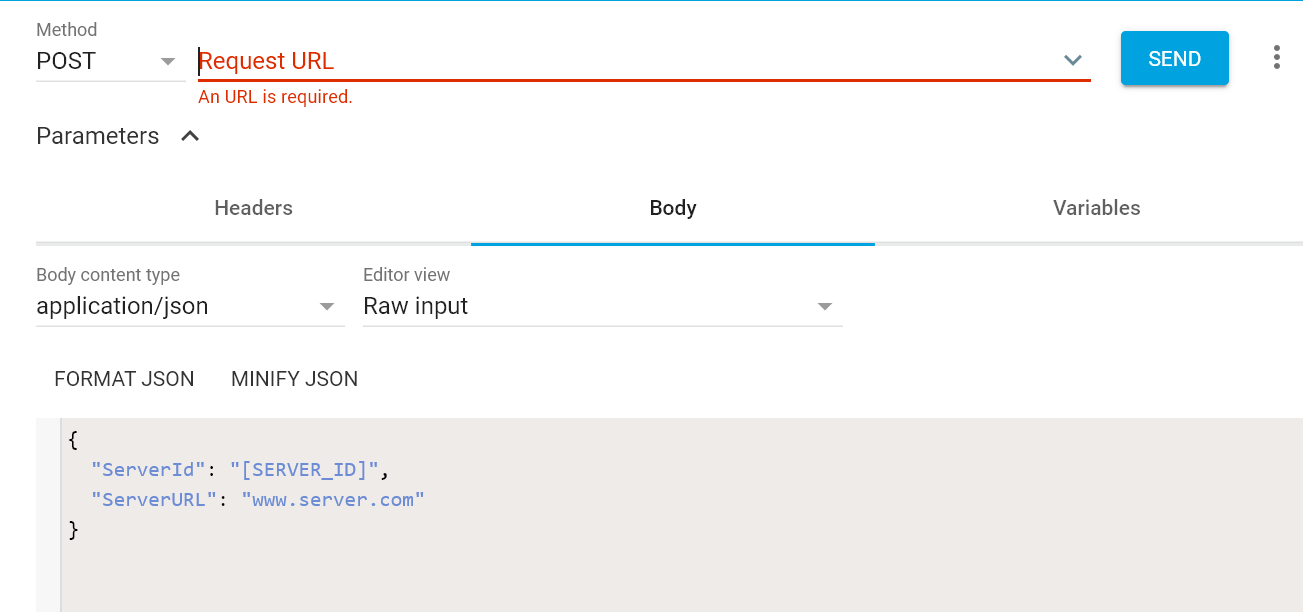 Method
POST
Request URL
SEND
An URL is required.
Parameters
Headers
Body
Variables
Body content type
Editor view
application/json
Raw input
FORMAT JSON
MINIFY JSON
{
  "ServerId": "[SERVER_ID]",
  "ServerURL": "www.server.com"
}